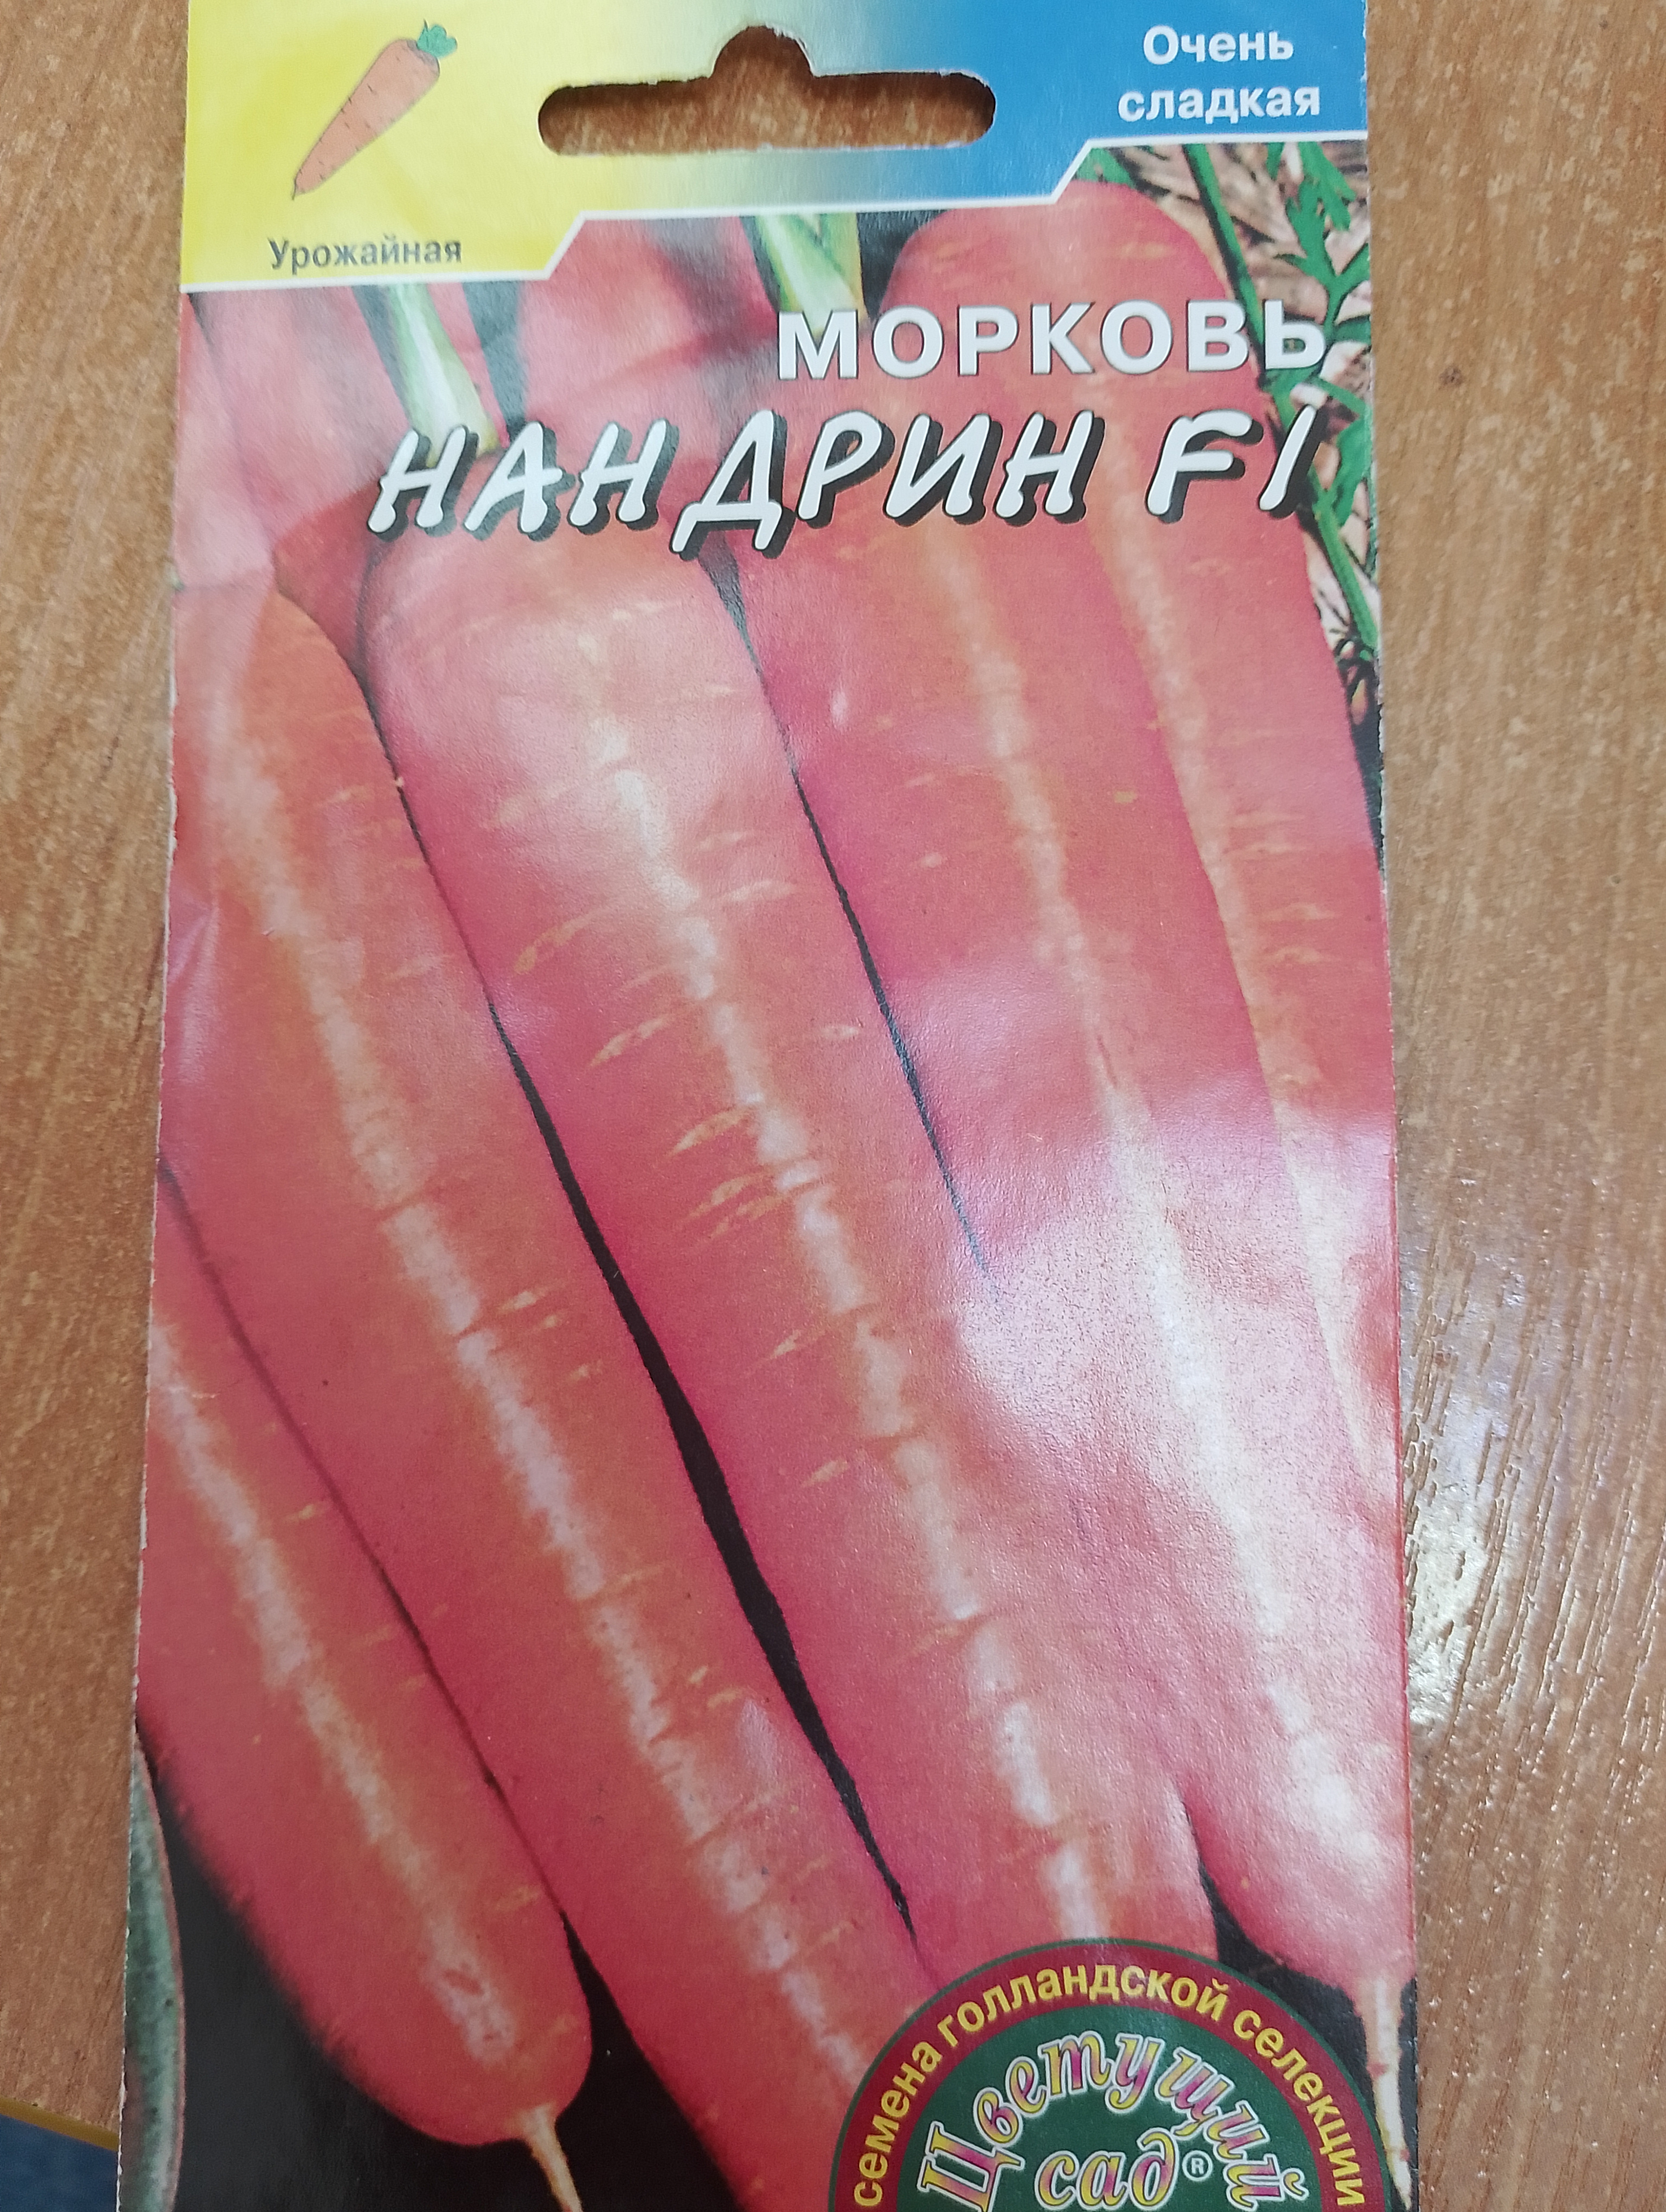 Очень
сладкая
Урожайная
МОРКОВЬ
НАНДРИН F1
семена голландской селекции
Цветущий
сад®